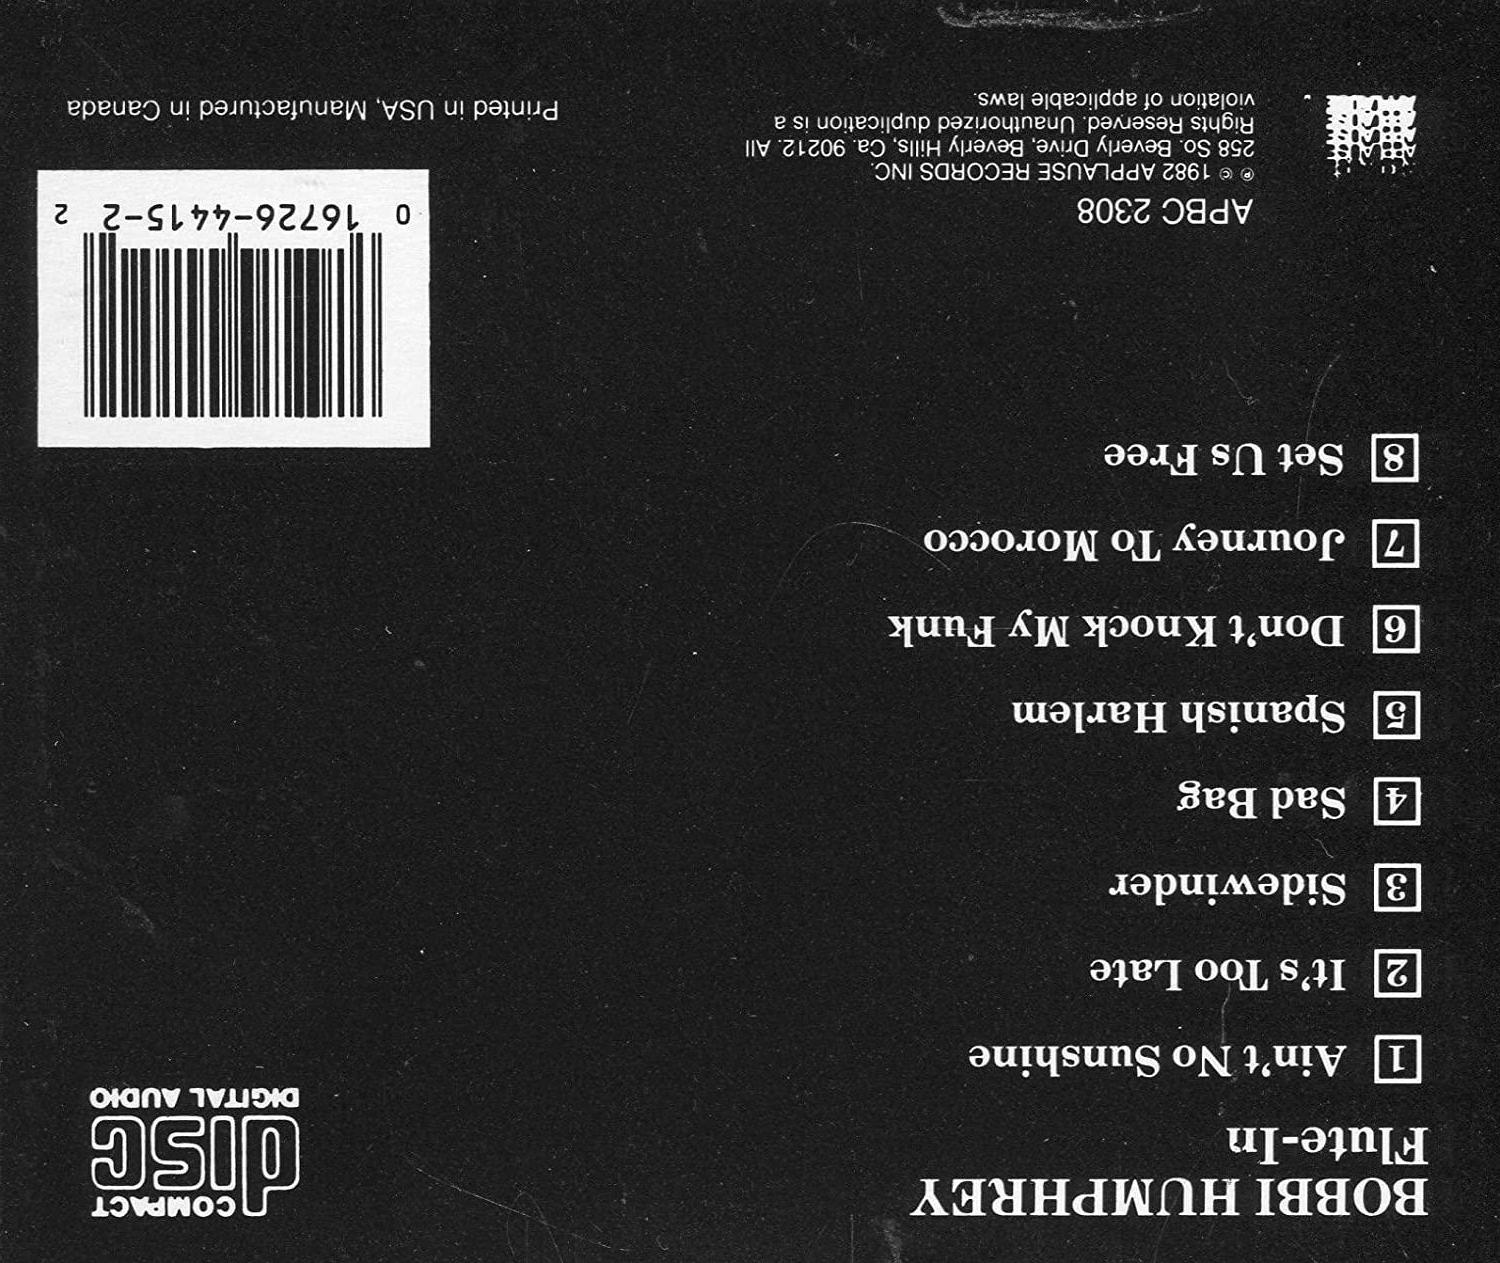 BOBBI HUMPHREY
Flute-In
COMPACT
disc
DIGITAL AUDIO
1 Ain't No Sunshine
2 It's Too Late
3 Sidewinder
4 Sad Bag
5 Spanish Harlem
6 Don't Knock My Funk
7 Journey To Morocco
8 Set Us Free
0 16726-4415-2 2
APBC 2308
℗ © 1982 APPLAUSE RECORDS INC.
258 So. Beverly Drive, Beverly Hills, Ca. 90212. All
Rights Reserved. Unauthorized duplication is a
violation of applicable laws.
Printed in USA, Manufactured in Canada